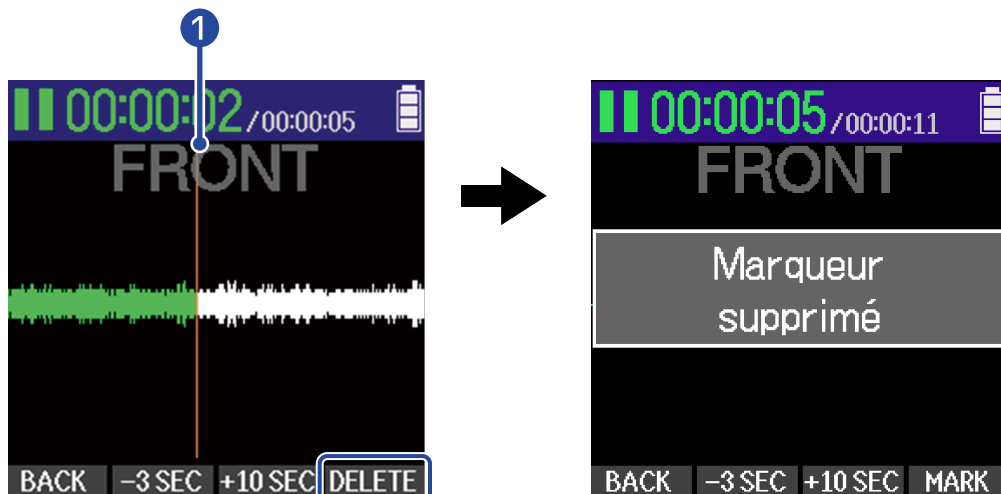 1
00:00:02/00:00:05
FRONT
BACK -3 SEC +10 SEC DELETE
00:00:05/00:00:11
FRONT
Marqueur
supprimé
BACK -3 SEC +10 SEC MARK